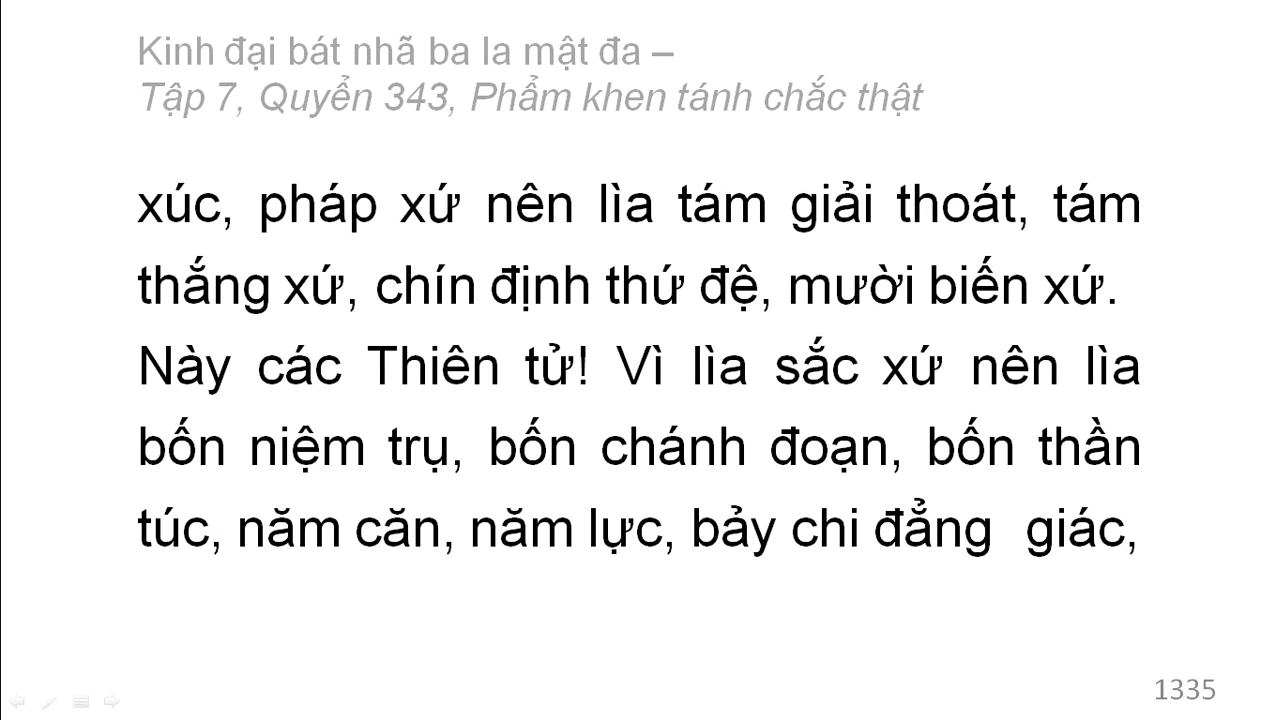 Kinh đại bát nhã ba la mật đa –
Tập 7, Quyển 343, Phẩm khen tánh chắc thật
xúc, pháp xứ nên lìa tám giải thoát, tám
thắng xứ, chín định thứ đệ, mười biến xứ.
Này các Thiên tử! Vì lìa sắc xứ nên lìa
bốn niệm trụ, bốn chánh đoạn, bốn thần
túc, năm căn, năm lực, bảy chi đẳng giác,
1335